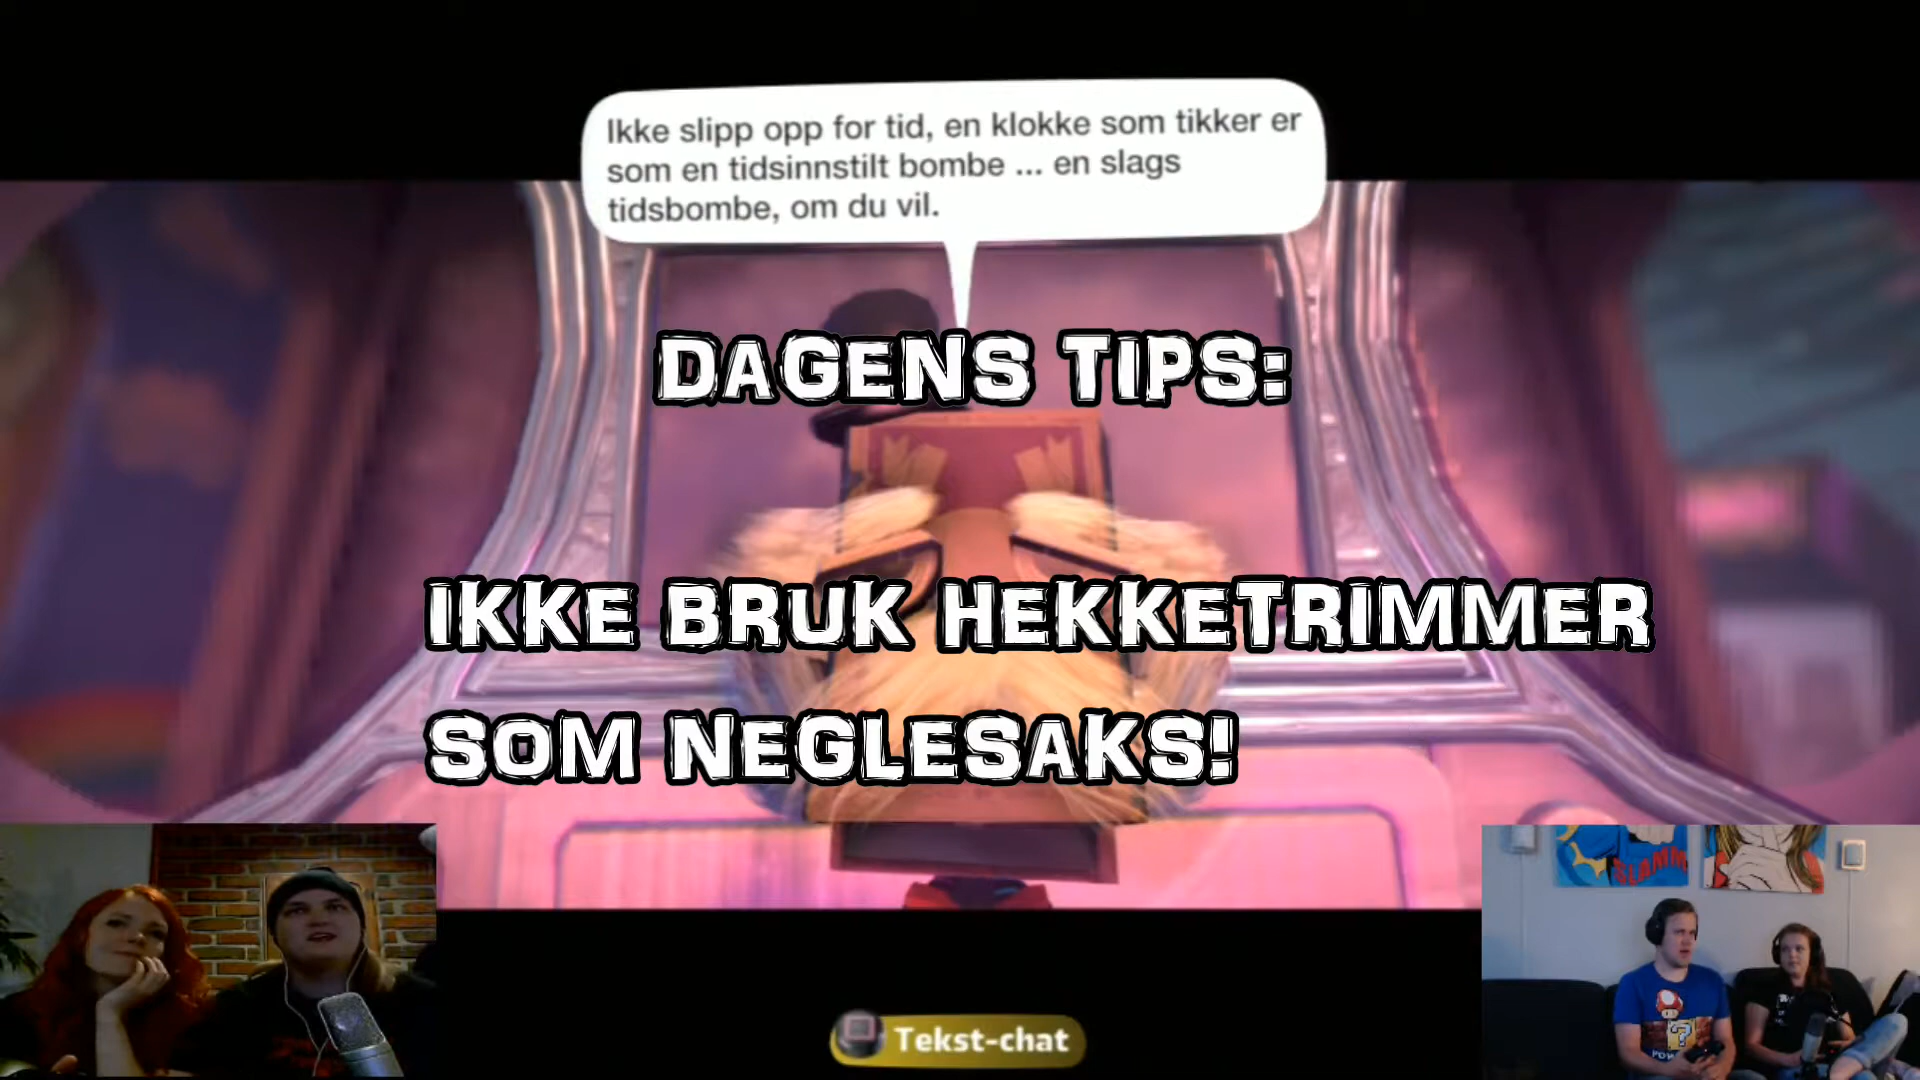 Ikke slipp opp for tid, en klokke som tikker er
som en tidsinnstilt bombe ... en slags
tidsbombe, om du vil.
DAGENS TIPS:
IKKE BRUK HEKKETRIMMER
SOM NEGLESAKS!
SLAMM
?
Tekst-chat